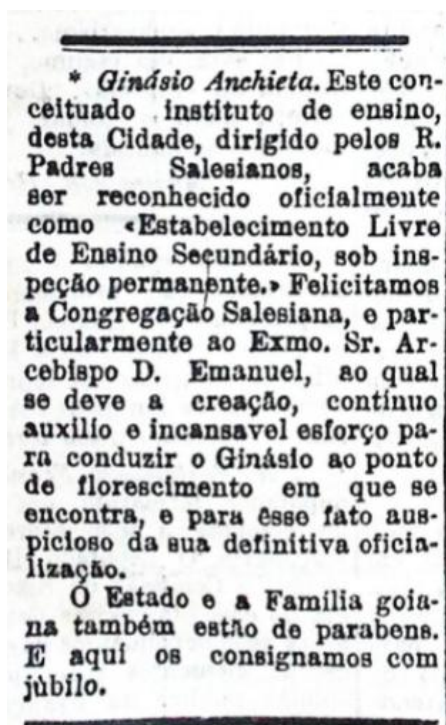 * Ginásio Anchieta. Este con-
ceituado instituto de ensino,
desta Cidade, dirigido pelos R.
Padres Salesianos, acaba
ser reconhecido oficialmente
como «Estabelecimento Livre
de Ensino Secundário, sob ins-
peção permanente.» Felicitamos
a Congregação Salesiana, e par-
ticularmente ao Exmo. Sr. Ar-
cebispo D. Emanuel, ao qual
se deve a creação, contínuo
auxilio e incansavel esforço pa-
ra conduzir o Ginásio ao ponto
de florescimento em que se
encontra, e para êsse fato aus-
picioso da sua definitiva oficia-
lização.
O Estado e a Família goia-
na também estão de parabens.
E aquí os consignamos com
júbilo.